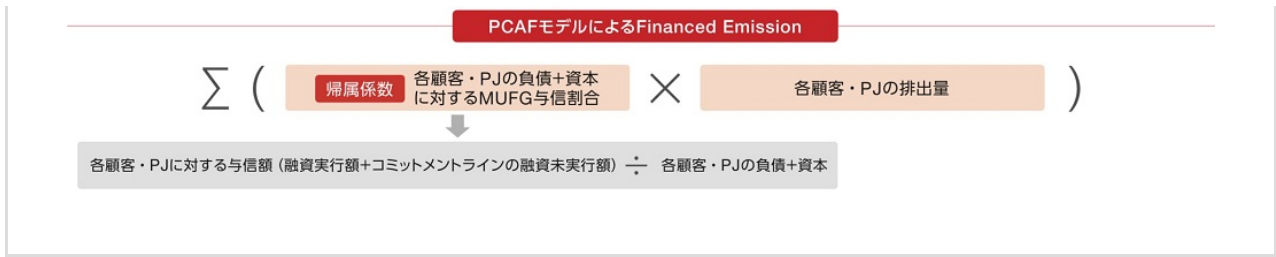 PCAFモデルによるFinanced Emission
∑ ( 帰属係数 各顧客・PJの負債+資本
に対するMUFG与信割合 × 各顧客・PJの排出量 )
各顧客・PJに対する与信額（融資実行額+コミットメントラインの融資未実行額） ÷ 各顧客・PJの負債+資本